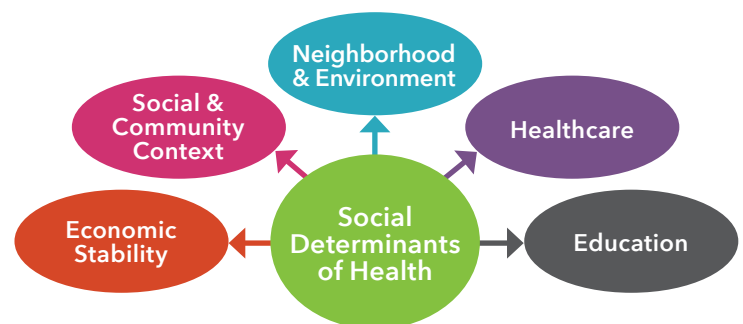 Neighborhood
& Environment
Social &
Community
Context
Healthcare
Economic
Stability
Social
Determinants
of Health
Education